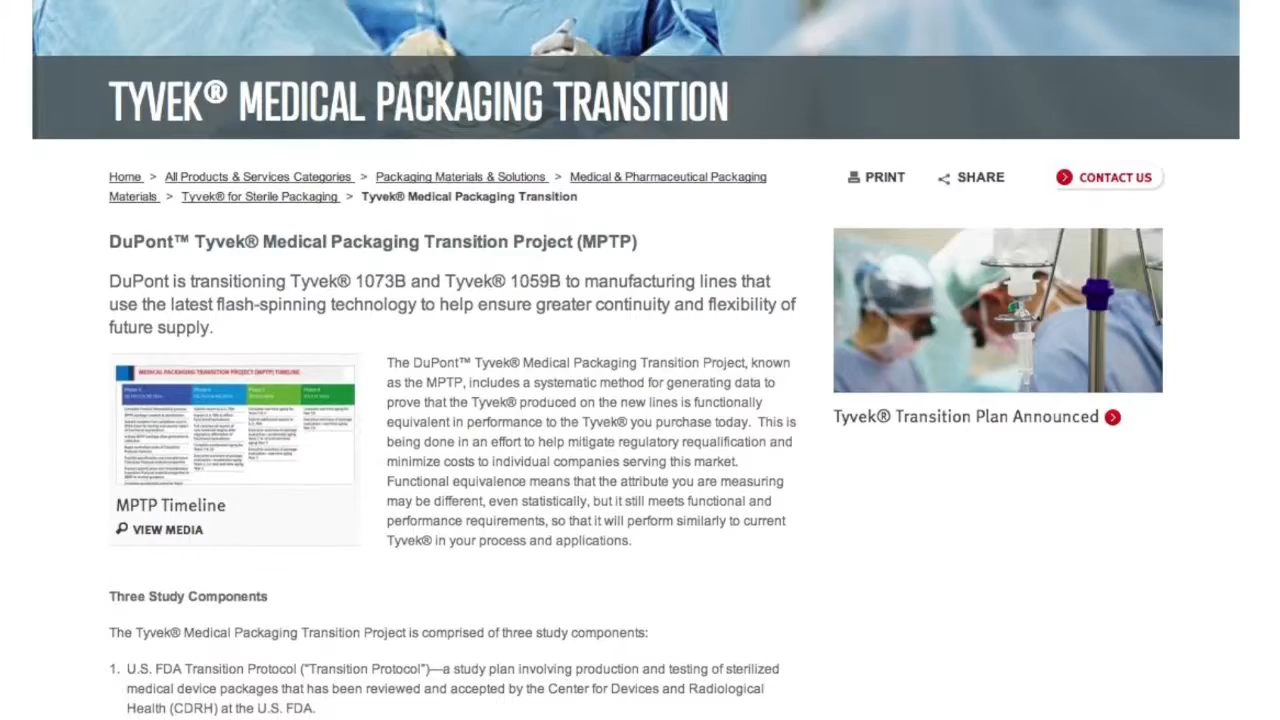 TYVEK® MEDICAL PACKAGING TRANSITION
Home > All Products & Services Categories > Packaging Materials & Solutions > Medical & Pharmaceutical Packaging
Materials > Tyvek® for Sterile Packaging > Tyvek® Medical Packaging Transition
PRINT
SHARE
CONTACT US
DuPont™ Tyvek® Medical Packaging Transition Project (MPTP)
DuPont is transitioning Tyvek® 1073B and Tyvek® 1059B to manufacturing lines that
use the latest flash-spinning technology to help ensure greater continuity and flexibility of
future supply.
MEDICAL PACKAGING TRANSITION PROJECT (MPTP) TIMELINE
MPTP Timeline
VIEW MEDIA
The DuPont™ Tyvek® Medical Packaging Transition Project, known
as the MPTP, includes a systematic method for generating data to
prove that the Tyvek® produced on the new lines is functionally
equivalent in performance to the Tyvek® you purchase today. This is
being done in an effort to help mitigate regulatory requalification and
minimize costs to individual companies serving this market.
Functional equivalence means that the attribute you are measuring
may be different, even statistically, but it still meets functional and
performance requirements, so that it will perform similarly to current
Tyvek® in your process and applications.
Tyvek® Transition Plan Announced
Three Study Components
The Tyvek® Medical Packaging Transition Project is comprised of three study components:
1. U.S. FDA Transition Protocol ("Transition Protocol")—a study plan involving production and testing of sterilized
medical device packages that has been reviewed and accepted by the Center for Devices and Radiological
Health (CDRH) at the U.S. FDA.